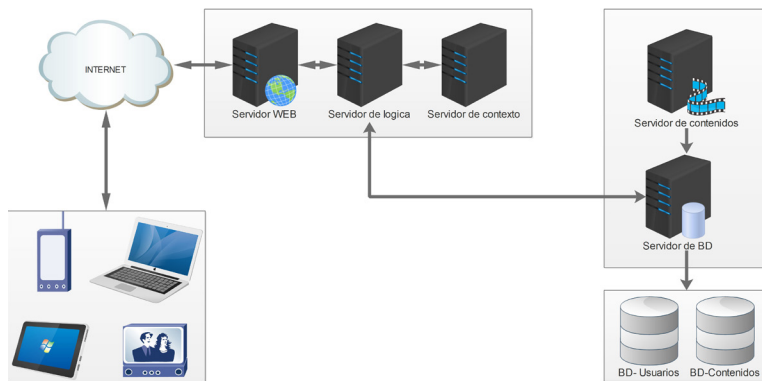 INTERNET
Servidor WEB
Servidor de logica
Servidor de contexto
Servidor de contenidos
Servidor de BD
BD- Usuarios
BD-Contenidos